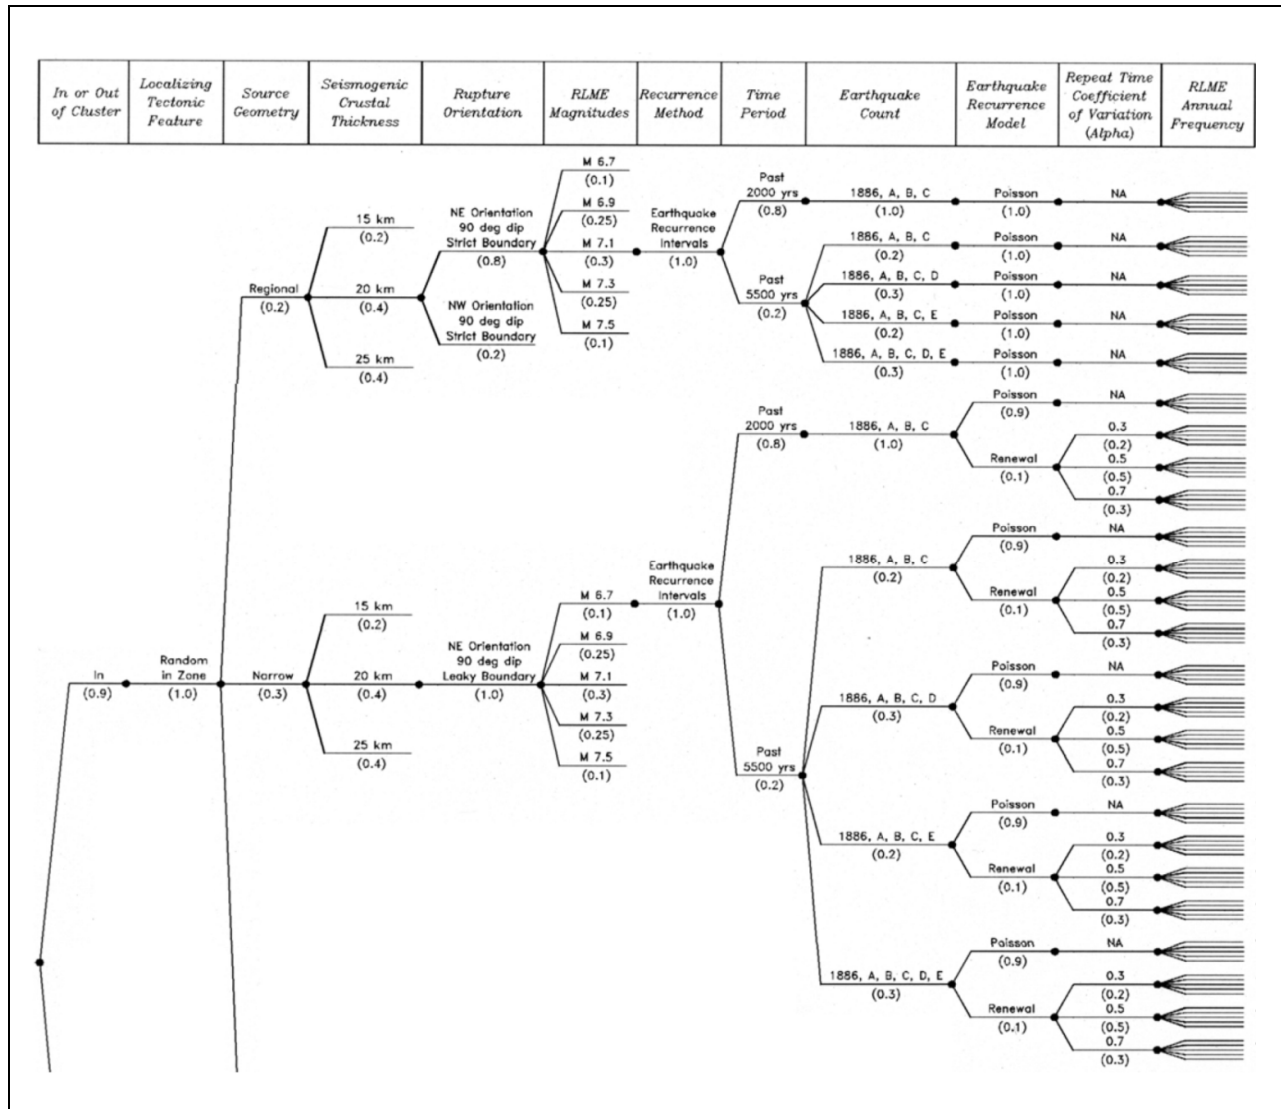 In or Out
of Cluster
Localizing
Tectonic
Feature
Source
Geometry
Seismogenic
Crustal
Thickness
Rupture
Orientation
RLME
Magnitudes
Recurrence
Method
Time
Period
Earthquake
Count
Earthquake
Recurrence
Model
Repeat Time
Coefficient
of Variation
(Alpha)
RLME
Annual
Frequency
In
(0.9)
Random
in Zone
(1.0)
Regional
(0.2)
15 km
(0.2)
20 km
(0.4)
25 km
(0.4)
NE Orientation
90 deg dip
Strict Boundary
(0.8)
NW Orientation
90 deg dip
Strict Boundary
(0.2)
M 6.7
(0.1)
M 6.9
(0.25)
M 7.1
(0.3)
M 7.3
(0.25)
M 7.5
(0.1)
Earthquake
Recurrence
Intervals
(1.0)
Past
2000 yrs
(0.8)
1886, A, B, C
(1.0)
Poisson
(1.0)
NA
Past
5500 yrs
(0.2)
1886, A, B, C
(0.2)
Poisson
(1.0)
NA
1886, A, B, C, D
(0.3)
Poisson
(1.0)
NA
1886, A, B, C, E
(0.2)
Poisson
(1.0)
NA
1886, A, B, C, D, E
(0.3)
Poisson
(1.0)
NA
Narrow
(0.3)
15 km
(0.2)
20 km
(0.4)
25 km
(0.4)
NE Orientation
90 deg dip
Leaky Boundary
(1.0)
M 6.7
(0.1)
M 6.9
(0.25)
M 7.1
(0.3)
M 7.3
(0.25)
M 7.5
(0.1)
Earthquake
Recurrence
Intervals
(1.0)
Past
2000 yrs
(0.8)
1886, A, B, C
(1.0)
Poisson
(0.9)
NA
Renewal
(0.1)
0.3
(0.2)
0.5
(0.5)
0.7
(0.3)
Past
5500 yrs
(0.2)
1886, A, B, C
(0.2)
Poisson
(0.9)
NA
Renewal
(0.1)
0.3
(0.2)
0.5
(0.5)
0.7
(0.3)
1886, A, B, C, D
(0.3)
Poisson
(0.9)
NA
Renewal
(0.1)
0.3
(0.2)
0.5
(0.5)
0.7
(0.3)
1886, A, B, C, E
(0.2)
Poisson
(0.9)
NA
Renewal
(0.1)
0.3
(0.2)
0.5
(0.5)
0.7
(0.3)
1886, A, B, C, D, E
(0.3)
Poisson
(0.9)
NA
Renewal
(0.1)
0.3
(0.2)
0.5
(0.5)
0.7
(0.3)